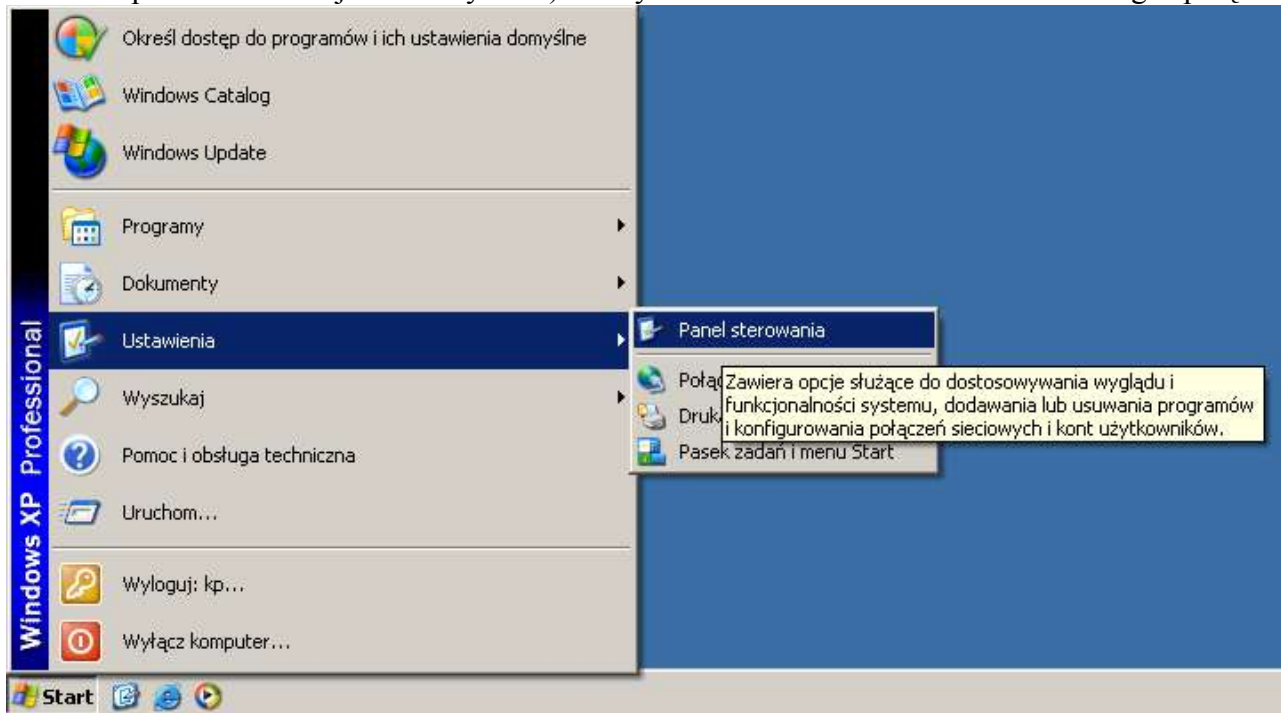 Określ dostęp do programów i ich ustawienia domyślne
Windows Catalog
Windows Update
Programy
Dokumenty
Ustawienia
Wyszukaj
Pomoc i obsługa techniczna
Uruchom...
Wyloguj: kp...
Wyłącz komputer...
Windows XP Professional
Panel sterowania
Zawiera opcje służące do dostosowywania wyglądu i
funkcjonalności systemu, dodawania lub usuwania programów
i konfigurowania połączeń sieciowych i kont użytkowników.
Pasek zadań i menu Start
Start